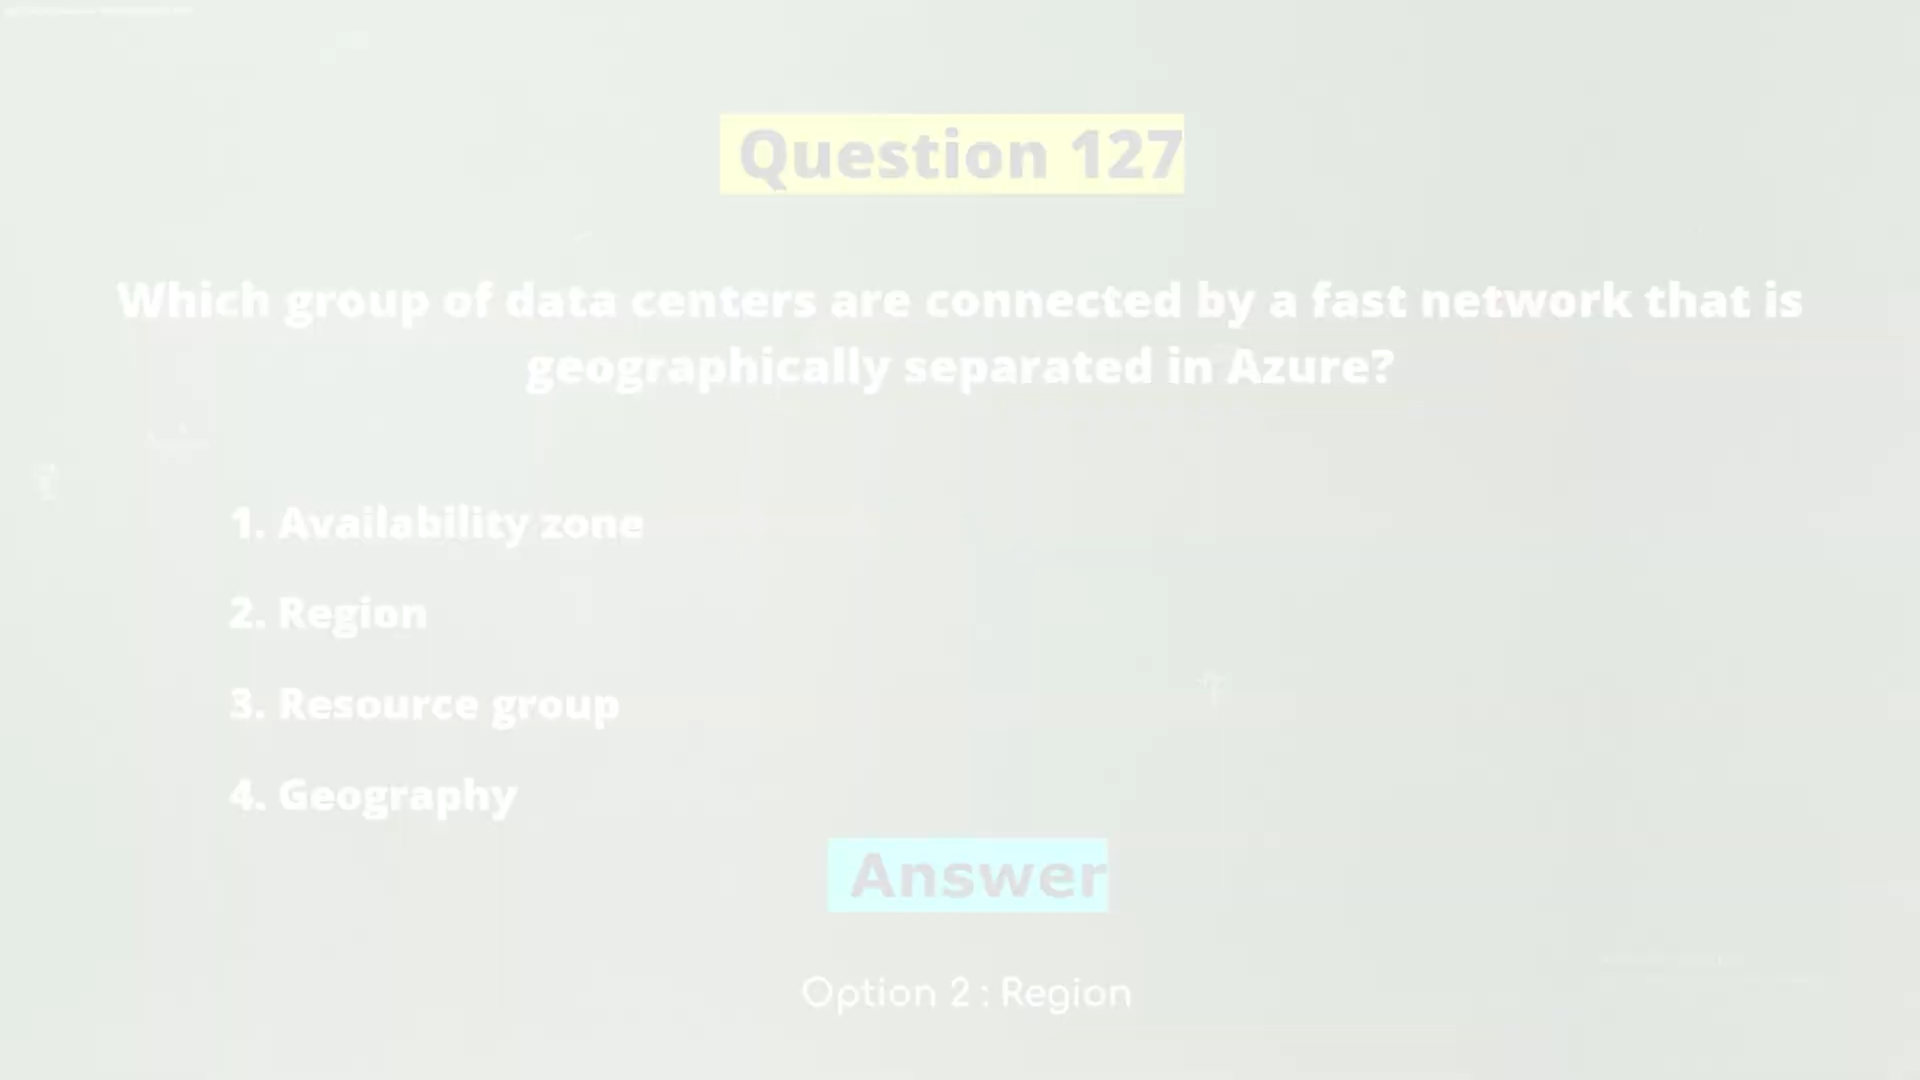 Question 127
Which group of data centers are connected by a fast network that is
geographically separated in Azure?
1. Availability zone
2. Region
3. Resource group
4. Geography
Answer
Option 2 : Region